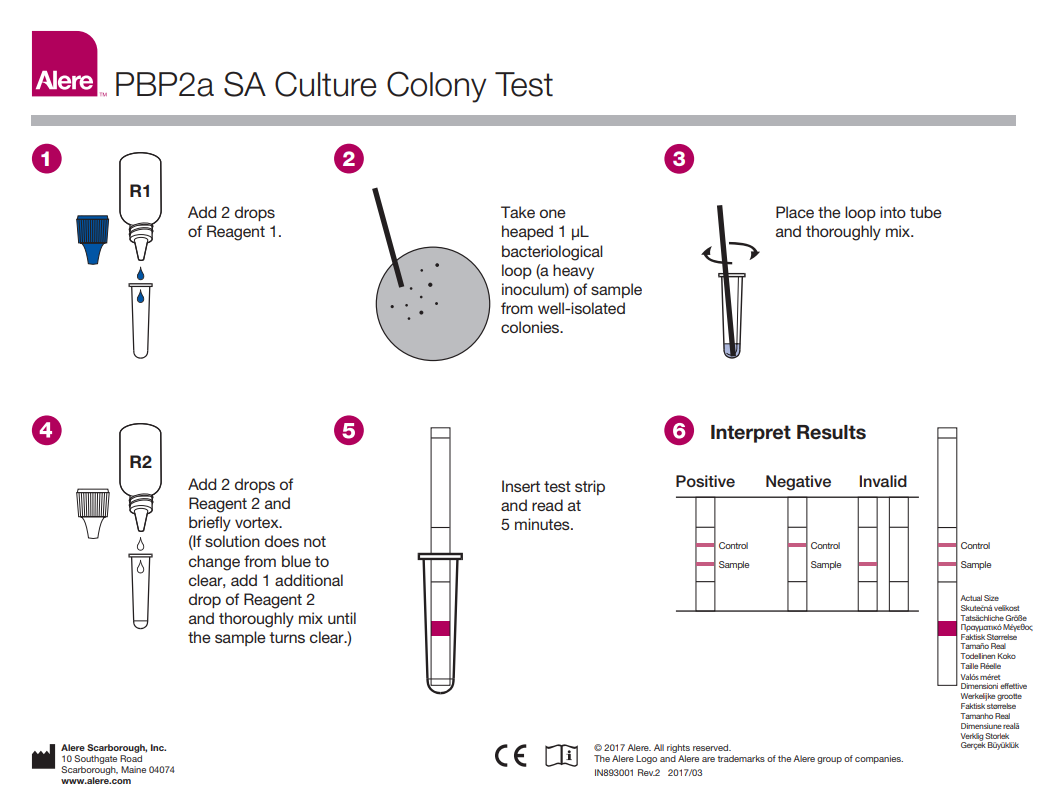 Alere
TM
PBP2a SA Culture Colony Test
1
R1
Add 2 drops
of Reagent 1.
2
Take one
heaped 1 µL
bacteriological
loop (a heavy
inoculum) of sample
from well-isolated
colonies.
3
Place the loop into tube
and thoroughly mix.
4
R2
Add 2 drops of
Reagent 2 and
briefly vortex.
(If solution does not
change from blue to
clear, add 1 additional
drop of Reagent 2
and thoroughly mix until
the sample turns clear.)
5
Insert test strip
and read at
5 minutes.
6
Interpret Results
Positive Negative Invalid
Control Control Control
Sample Sample Sample
Actual Size
Skutečná velikost
Tatsächliche Größe
Πραγματικό Μέγεθος
Faktisk Størrelse
Tamaño Real
Todellinen Koko
Taille Réelle
Valós méret
Dimensioni effettive
Werkelijke grootte
Faktisk størrelse
Tamanho Real
Dimensiune reală
Verklig Storlek
Gerçek Büyüklük
Alere Scarborough, Inc.
10 Southgate Road
Scarborough, Maine 04074
www.alere.com
CE
i
© 2017 Alere. All rights reserved.
The Alere Logo and Alere are trademarks of the Alere group of companies.
IN893001 Rev.2 2017/03